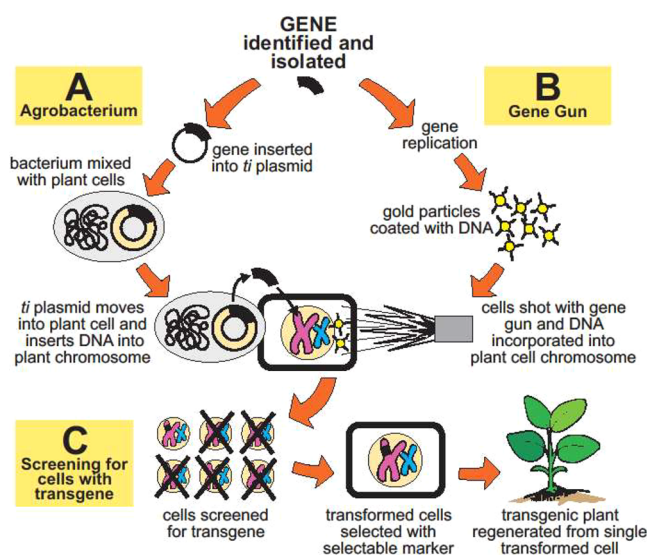 GENE
identified and
isolated
A
Agrobacterium
B
Gene Gun
gene inserted
into ti plasmid
gene
replication
bacterium mixed
with plant cells
gold particles
coated with DNA
ti plasmid moves
into plant cell and
inserts DNA into
plant chromosome
cells shot with gene
gun and DNA
incorporated into
plant cell chromosome
C
Screening for
cells with
transgene
cells screened
for transgene
transformed cells
selected with
selectable marker
transgenic plant
regenerated from single
transformed cell